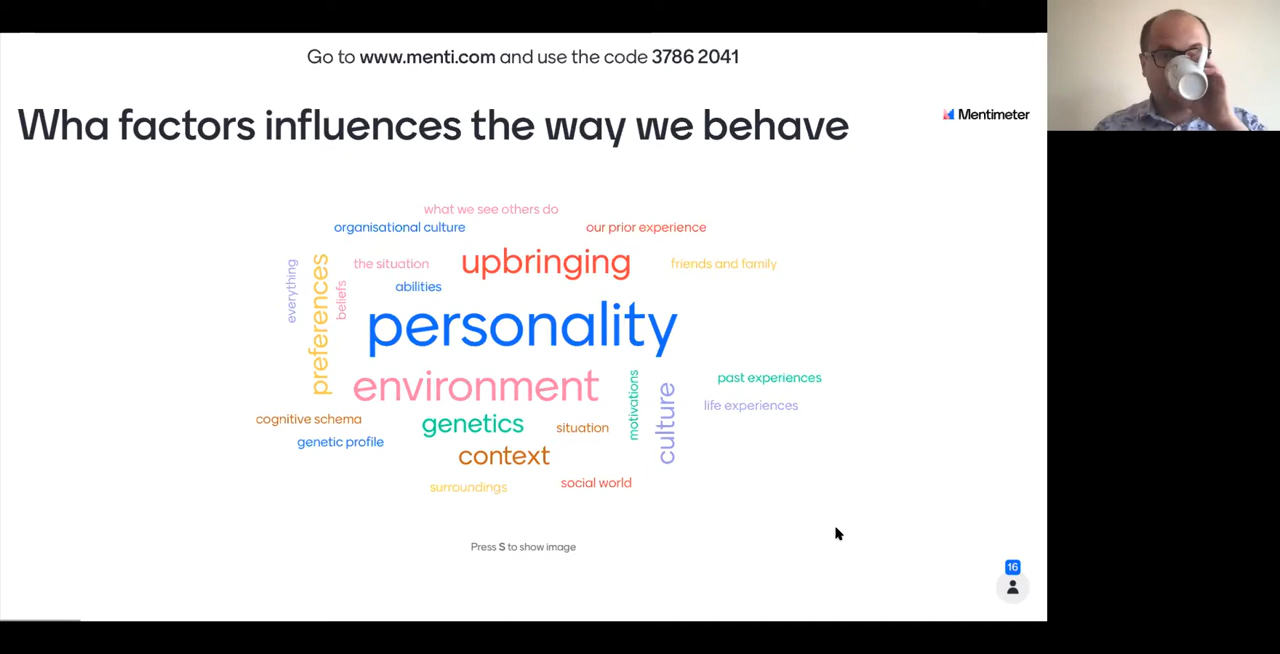 Go to www.menti.com and use the code 3786 2041
Wha factors influences the way we behave
Mentimeter
what we see others do
organisational culture
our prior experience
everything
preferences
beliefs
the situation
upbringing
friends and family
abilities
personality
environment
motivations
culture
past experiences
life experiences
cognitive schema
genetics
situation
genetic profile
context
surroundings
social world
Press S to show image
16